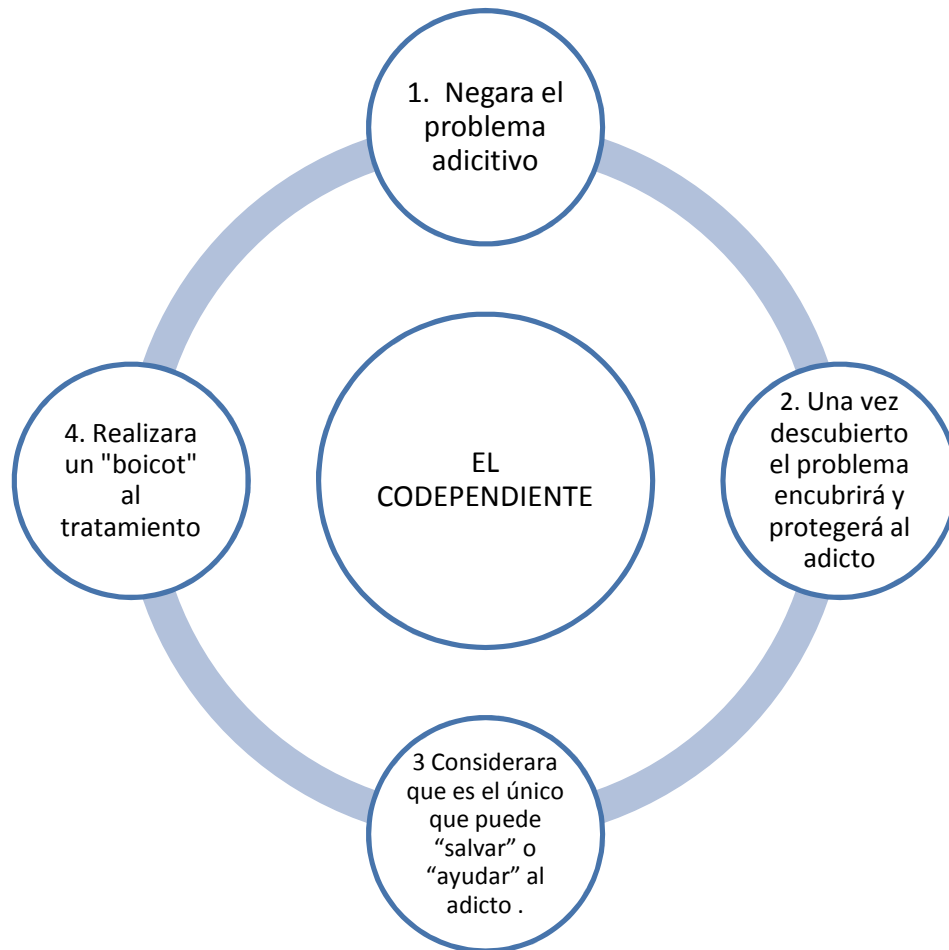 1. Negara el
problema
adicitivo
2. Una vez
descubierto
el problema
encubrirá y
protegerá al
adicto
3 Considerara
que es el único
que puede
“salvar” o
“ayudar” al
adicto .
4. Realizara
un "boicot" al
tratamiento
EL
CODEPENDIENTE